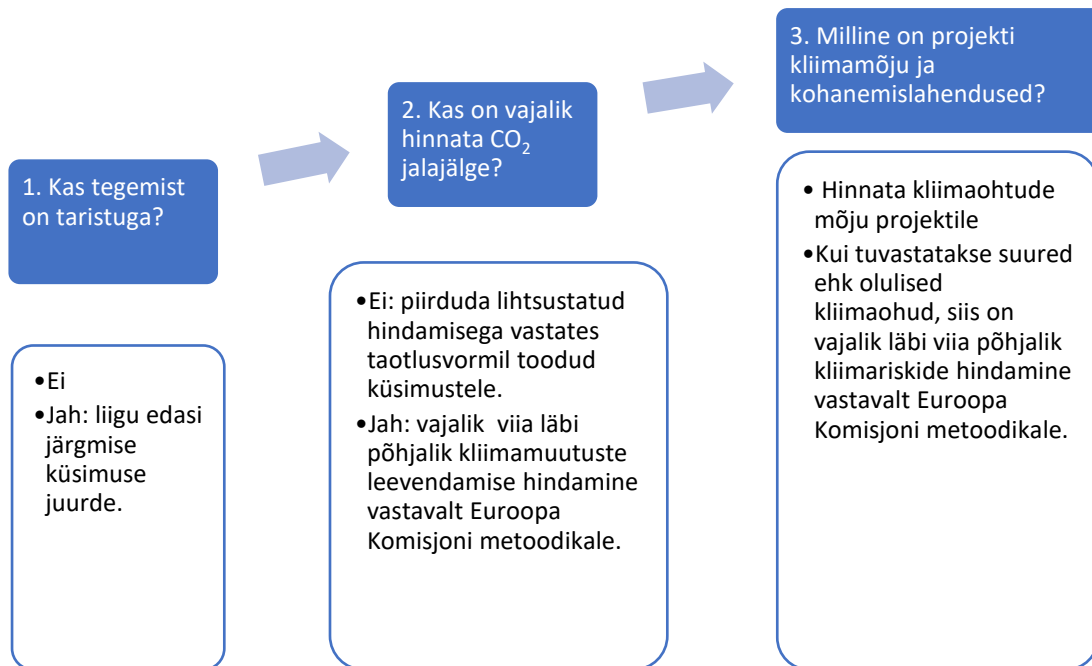 1. Kas tegemist
on taristuga?
•Ei
•Jah: liigu edasi
järgmise
küsimuse
juurde.
2. Kas on vajalik
hinnata CO₂
jalajälge?
•Ei: piirduda lihtsustatud
hindamisega vastates
taotlusvormil toodud
küsimustele.
•Jah: vajalik  viia läbi
põhjalik kliimamuutuste
leevendamise hindamine
vastavalt Euroopa
Komisjoni metoodikale.
3. Milline on projekti
kliimamõju ja
kohanemislahendused?
• Hinnata kliimaohtude
mõju projektile
•Kui tuvastatakse suured
ehk olulised
kliimaohud, siis on
vajalik läbi viia põhjalik
kliimariskide hindamine
vastavalt Euroopa
Komisjoni metoodikale.